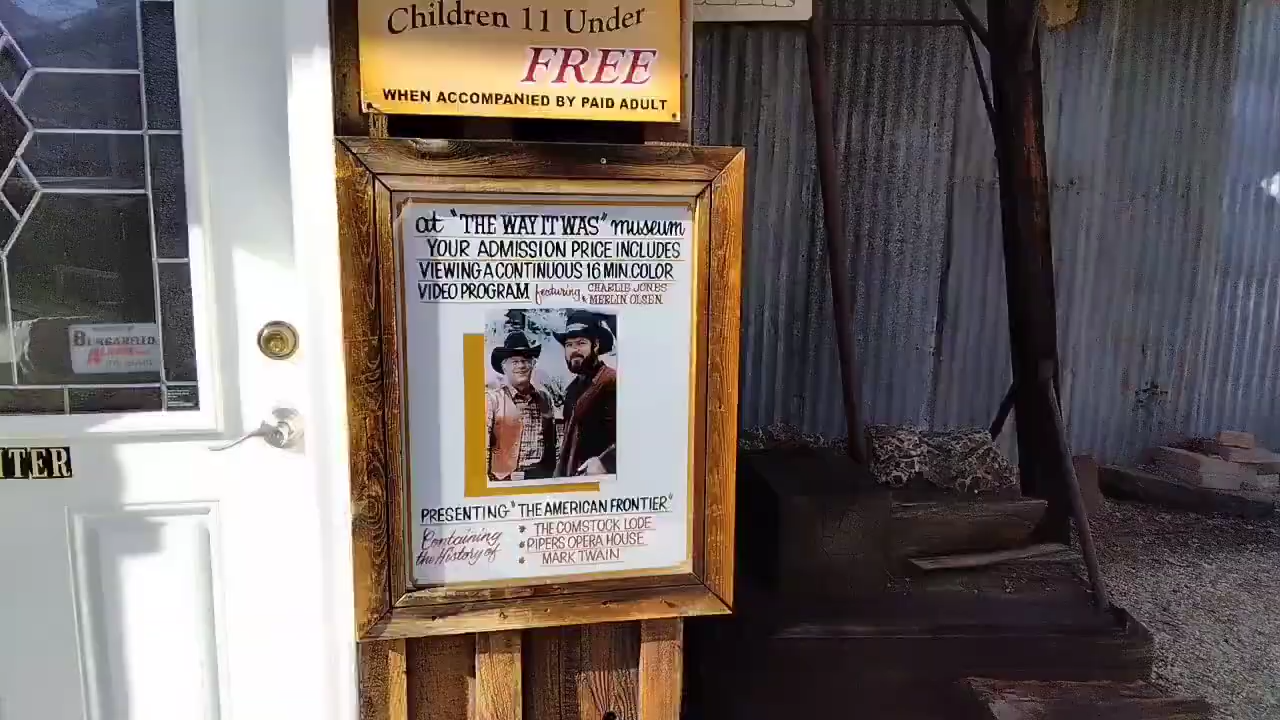 Children 11 Under
FREE
WHEN ACCOMPANIED BY PAID ADULT
at "THE WAY IT WAS" museum
YOUR ADMISSION PRICE INCLUDES
VIEWING A CONTINUOUS 16 MIN. COLOR
VIDEO PROGRAM featuring CHARLIE JONES
& MERLIN OLSEN.
PRESENTING "THE AMERICAN FRONTIER"
Containing
the History of
* THE COMSTOCK LODE
* PIPERS OPERA HOUSE
* MARK TWAIN